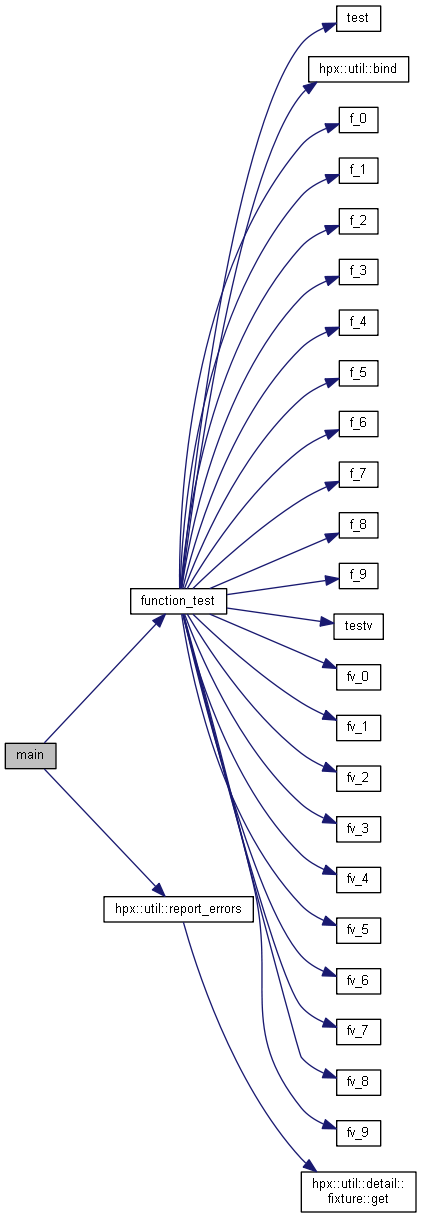 test
hpx::util::bind
f_0
f_1
f_2
f_3
f_4
f_5
f_6
f_7
f_8
f_9
function_test
testv
fv_0
fv_1
main
fv_2
fv_3
fv_4
hpx::util::report_errors
fv_5
fv_6
fv_7
fv_8
fv_9
hpx::util::detail::
fixture::get